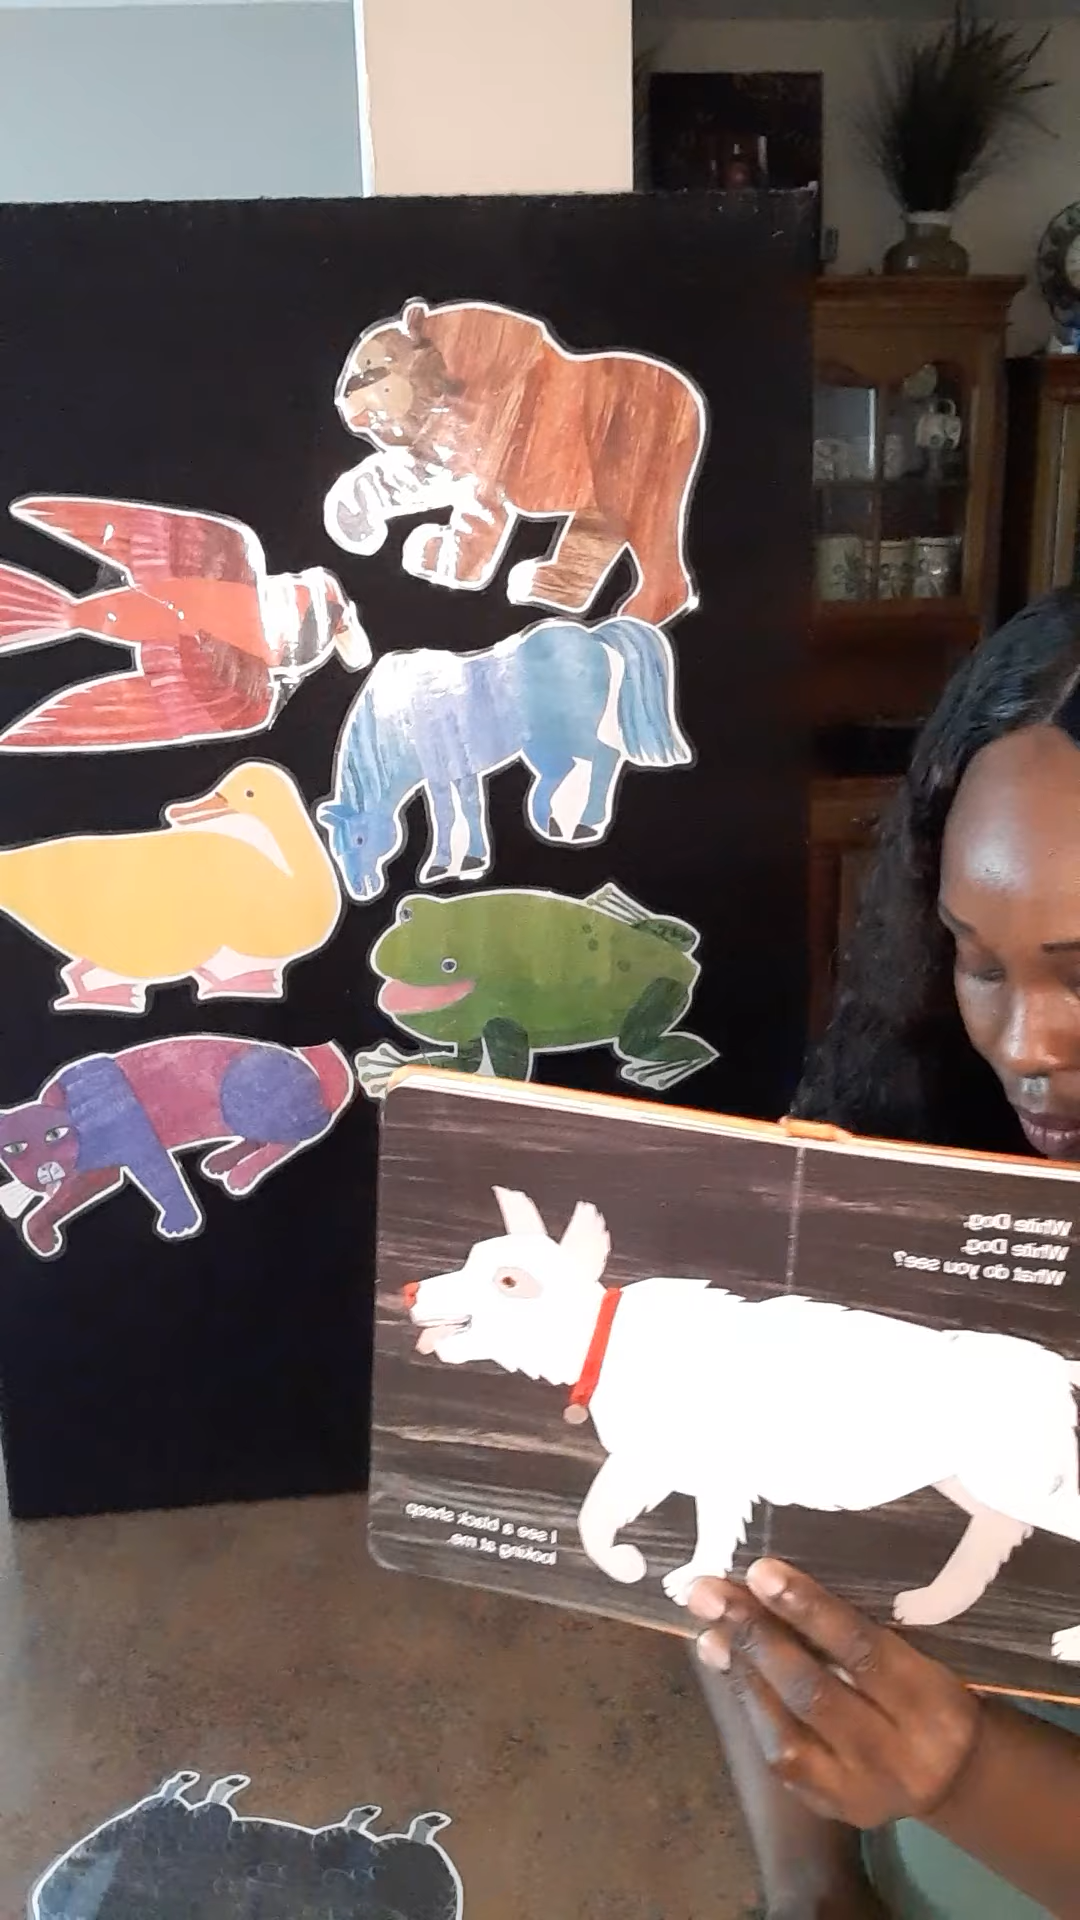 White Dog,
White Dog,
What do you see?
I see a black sheep
looking at me.